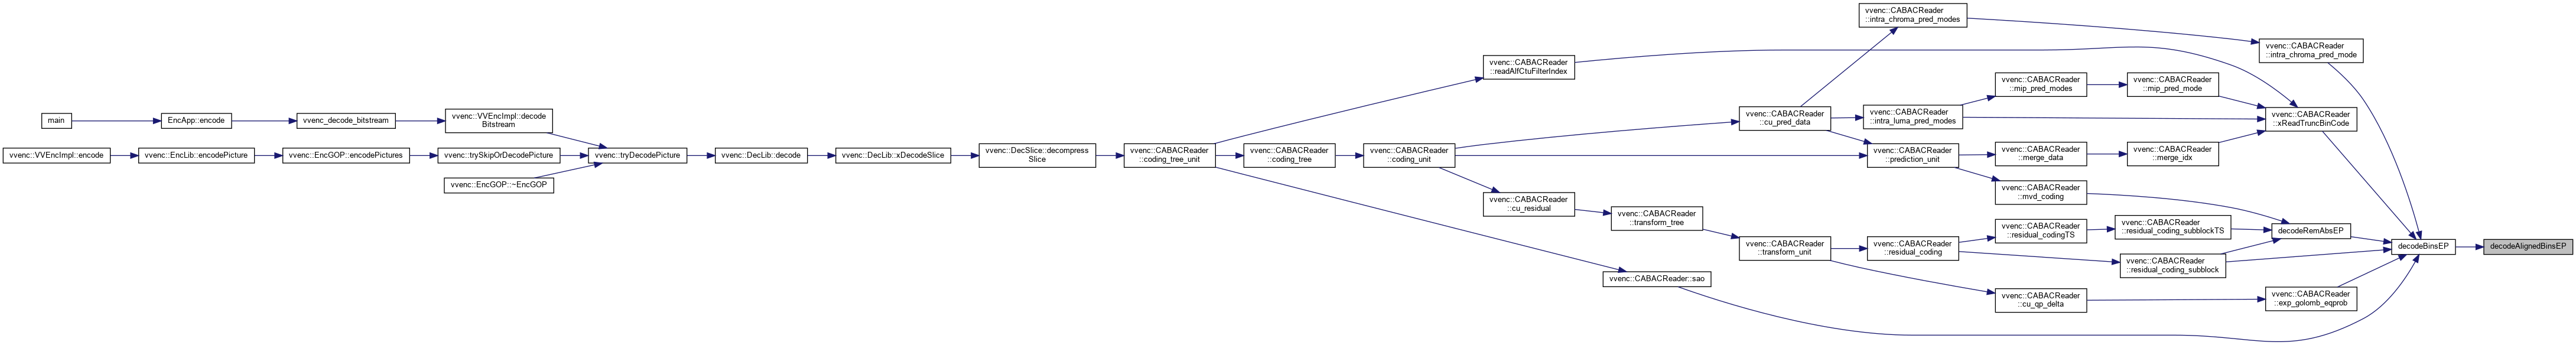 main
EncApp::encode
vvenc_decode_bitstream
vvenc::VVEncImpl::decode
Bitstream
vvenc::VVEncImpl::encode
vvenc::EncLib::encodePicture
vvenc::EncGOP::encodePictures
vvenc::trySkipOrDecodePicture
vvenc::EncGOP::~EncGOP
vvenc::tryDecodePicture
vvenc::DecLib::decode
vvenc::DecLib::xDecodeSlice
vvenc::DecSlice::decompress
Slice
vvenc::CABACReader
::coding_tree_unit
vvenc::CABACReader
::coding_tree
vvenc::CABACReader
::coding_unit
vvenc::CABACReader
::readAlfCtuFilterIndex
vvenc::CABACReader
::cu_residual
vvenc::CABACReader::sao
vvenc::CABACReader
::transform_tree
vvenc::CABACReader
::cu_pred_data
vvenc::CABACReader
::transform_unit
vvenc::CABACReader
::intra_chroma_pred_modes
vvenc::CABACReader
::intra_luma_pred_modes
vvenc::CABACReader
::prediction_unit
vvenc::CABACReader
::residual_coding
vvenc::CABACReader
::mip_pred_modes
vvenc::CABACReader
::merge_data
vvenc::CABACReader
::mvd_coding
vvenc::CABACReader
::residual_codingTS
vvenc::CABACReader
::cu_qp_delta
vvenc::CABACReader
::mip_pred_mode
vvenc::CABACReader
::merge_idx
vvenc::CABACReader
::residual_coding_subblockTS
vvenc::CABACReader
::residual_coding_subblock
vvenc::CABACReader
::intra_chroma_pred_mode
vvenc::CABACReader
::xReadTruncBinCode
decodeRemAbsEP
vvenc::CABACReader
::exp_golomb_eqprob
decodeBinsEP
decodeAlignedBinsEP